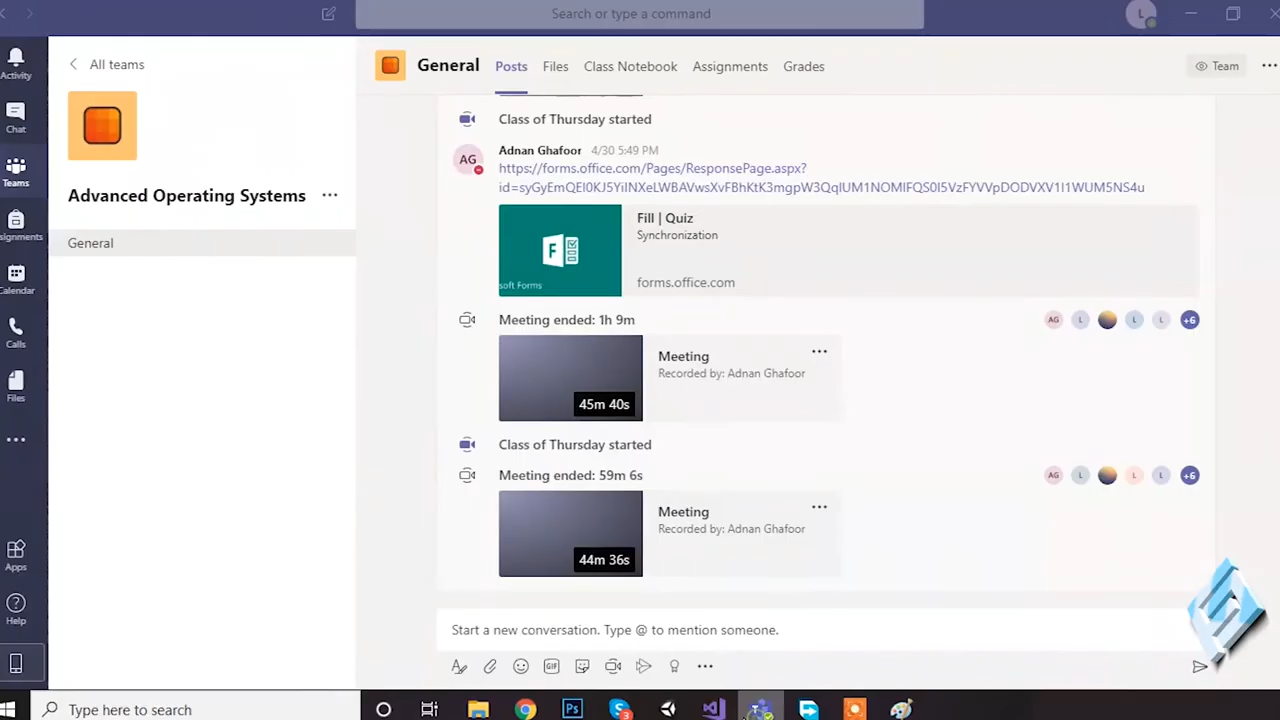 Search or type a command
L
Activity
Chat
Teams
ssignments
Calendar
Calls
Files
Apps
Help
All teams
Advanced Operating Systems
General
General
Posts
Files
Class Notebook
Assignments
Grades
Team
Class of Thursday started
AG
Adnan Ghafoor
4/30 5:49 PM
https://forms.office.com/Pages/ResponsePage.aspx?
Fill | Quiz
Synchronization
forms.office.com
F
soft Forms
Meeting ended: 1h 9m
AG
L
L
L
+6
Meeting
Recorded by: Adnan Ghafoor
45m 40s
Class of Thursday started
Meeting ended: 59m 6s
AG
L
L
L
+6
Meeting
Recorded by: Adnan Ghafoor
44m 36s
Start a new conversation. Type @ to mention someone.
GIF
Type here to search
Ps
S
3